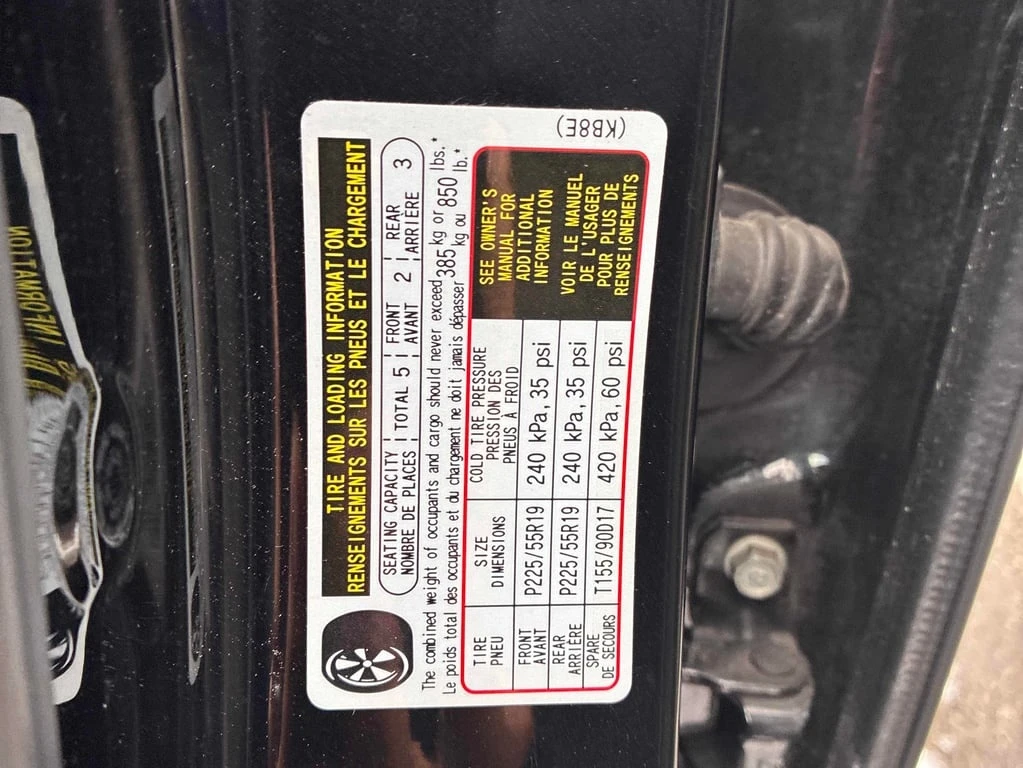 TIRE AND LOADING INFORMATION
RENSEIGNEMENTS SUR LES PNEUS ET LE CHARGEMENT
SEATING CAPACITY TOTAL 5 FRONT 2 REAR 3
NOMBRE DE PLACES AVANT ARRIÈRE
The combined weight of occupants and cargo should never exceed 385 kg or 850 lbs.*
Le poids total des occupants et du chargement ne doit jamais dépasser kg ou lb.*
TIRE SIZE COLD TIRE PRESSURE
PNEU DIMENSIONS PRESSION DES
PNEUS À FROID
FRONT P225/55R19 240 kPa, 35 psi
AVANT
REAR P225/55R19 240 kPa, 35 psi
ARRIÈRE
SPARE T155/90D17 420 kPa, 60 psi
DE SECOURS
SEE OWNER'S
MANUAL FOR
ADDITIONAL
INFORMATION
VOIR LE MANUEL
DE L'USAGER
POUR PLUS DE
RENSEIGNEMENTS
(KB8E)